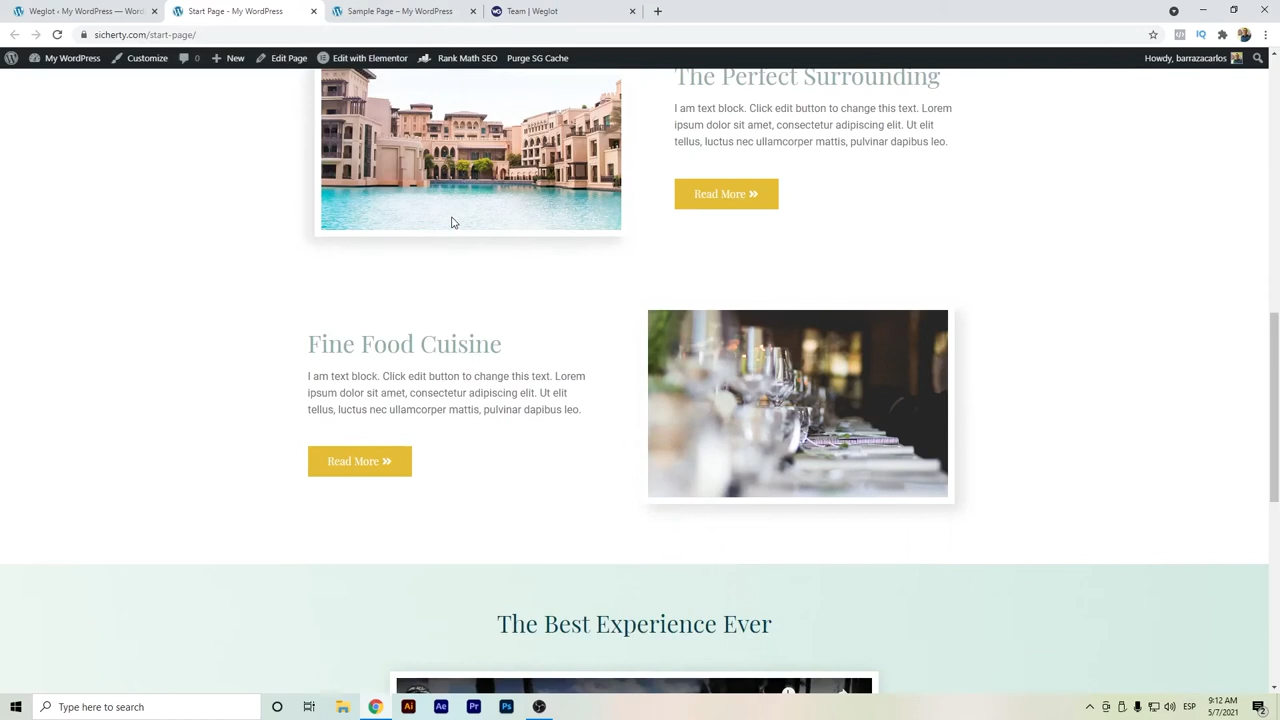 Weglot - My WordPress — Word
Start Page – My WordPress
Sample Page – My WordPress
Team | Weglot
sicherty.com/start-page/
IQ
My WordPress
Customize
0
New
Edit Page
Edit with Elementor
Rank Math SEO
Purge SG Cache
Howdy, barrazacarlos
The Perfect Surrounding
I am text block. Click edit button to change this text. Lorem
ipsum dolor sit amet, consectetur adipiscing elit. Ut elit
tellus, luctus nec ullamcorper mattis, pulvinar dapibus leo.
Read More
Fine Food Cuisine
I am text block. Click edit button to change this text. Lorem
ipsum dolor sit amet, consectetur adipiscing elit. Ut elit
tellus, luctus nec ullamcorper mattis, pulvinar dapibus leo.
Read More
The Best Experience Ever
Type here to search
Ai
Ae
Pr
Ps
ESP
9:12 AM
5/7/2021
2